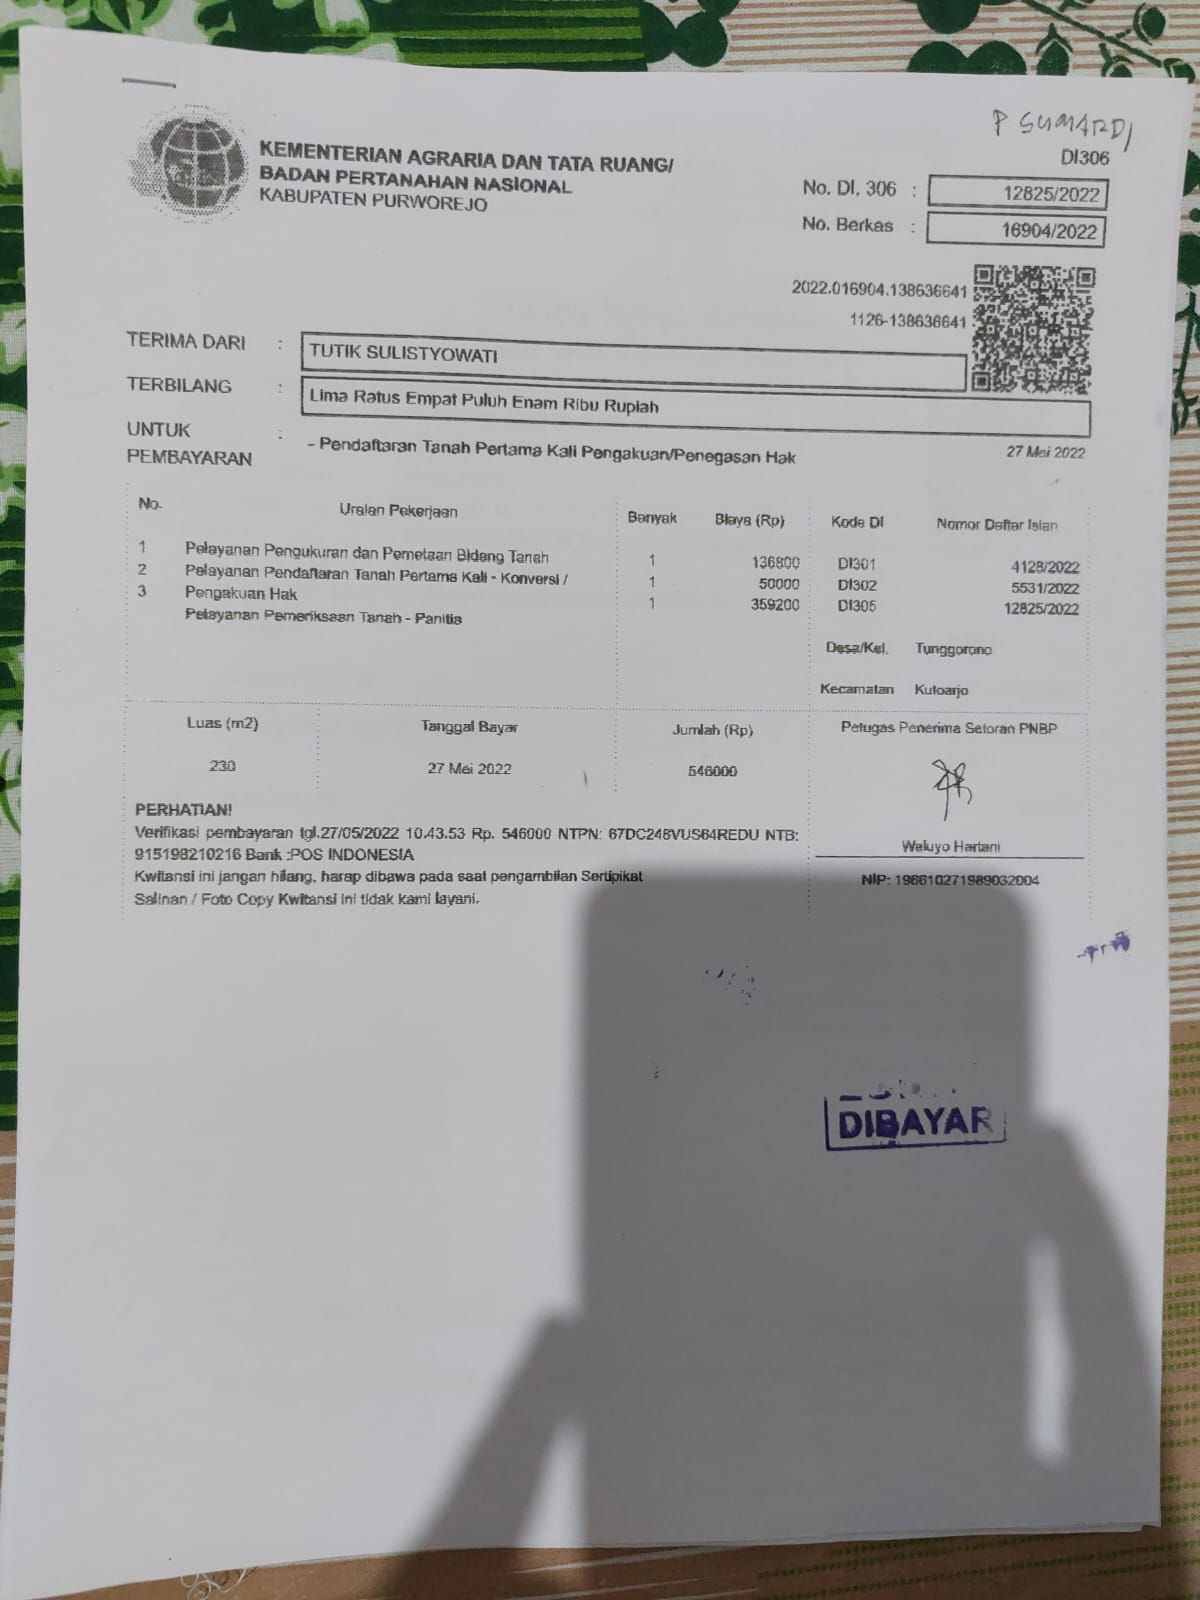 P SUMARDI
DI306
KEMENTERIAN AGRARIA DAN TATA RUANG/
BADAN PERTANAHAN NASIONAL
KABUPATEN PURWOREJO
No. DI. 306 : 12825/2022
No. Berkas : 16904/2022
2022.016904.138636641
1126-138636641
TERIMA DARI : TUTIK SULISTYOWATI
TERBILANG : Lima Ratus Empat Puluh Enam Ribu Rupiah
UNTUK PEMBAYARAN : - Pendaftaran Tanah Pertama Kali Pengakuan/Penegasan Hak
27 Mei 2022
No. Uraian Pekerjaan Banyak Biaya (Rp) Kode DI Nomor Daftar Isian
1 Pelayanan Pengukuran dan Pemetaan Bidang Tanah 1 136800 DI301 4128/2022
2 Pelayanan Pendaftaran Tanah Pertama Kali - Konversi / 1 50000 DI302 5531/2022
3 Pengakuan Hak 1 359200 DI305 12825/2022
Pelayanan Pemeriksaan Tanah - Panitia
Desa/Kel. Tunggorono
Kecamatan Kutoarjo
Luas (m2) Tanggal Bayar Jumlah (Rp) Petugas Penerima Setoran PNBP
230 27 Mei 2022 546000
PERHATIAN!
Verifikasi pembayaran tgl.27/05/2022 10.43.53 Rp. 546000 NTPN: 67DC246VUS64REDU NTB:
915198210216 Bank :POS INDONESIA
Kwitansi ini jangan hilang, harap dibawa pada saat pengambilan Sertipikat
Salinan / Foto Copy Kwitansi ini tidak kami layani.
Waluyo Hartani
NIP: 196610271989032004
DIBAYAR